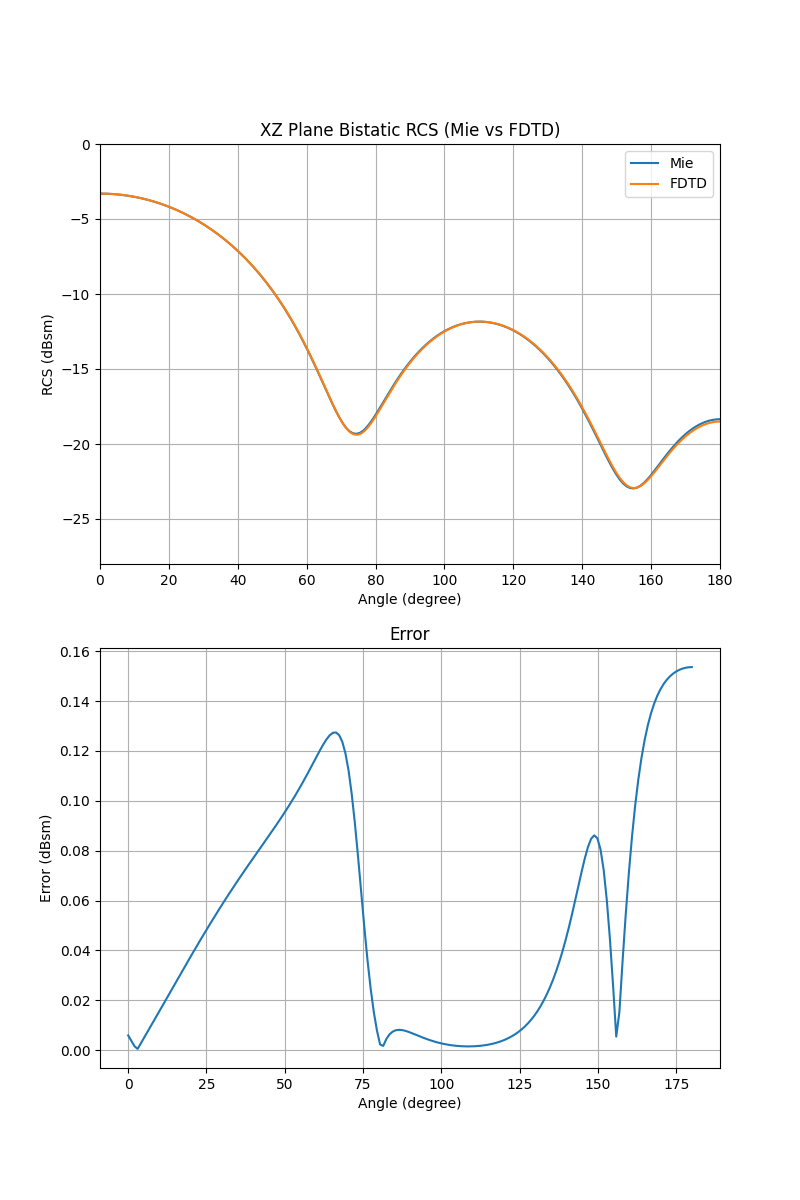 XZ Plane Bistatic RCS (Mie vs FDTD)
0
−5
−10
−15
−20
−25
RCS (dBsm)
Mie
FDTD
0 20 40 60 80 100 120 140 160 180
Angle (degree)
Error
0.16
0.14
0.12
0.10
0.08
0.06
0.04
0.02
0.00
Error (dBsm)
0 25 50 75 100 125 150 175
Angle (degree)